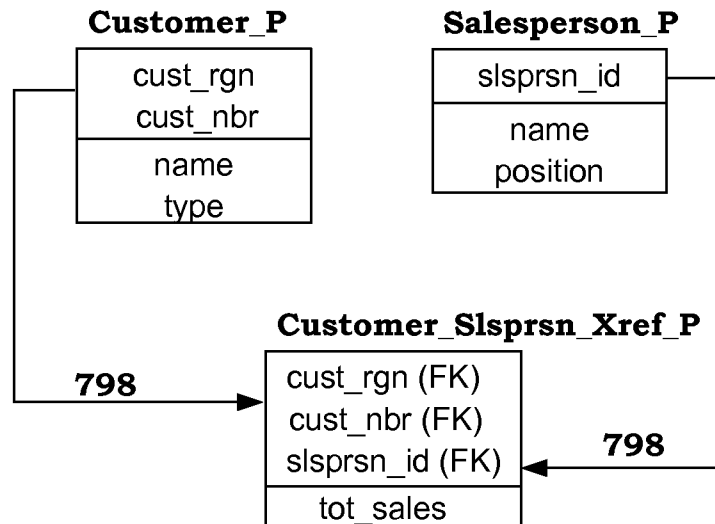 Customer_P
cust_rgn
cust_nbr
name
type
Salesperson_P
slsprsn_id
name
position
798
Customer_Slsprsn_Xref_P
cust_rgn (FK)
cust_nbr (FK)
slsprsn_id (FK)
tot_sales
798